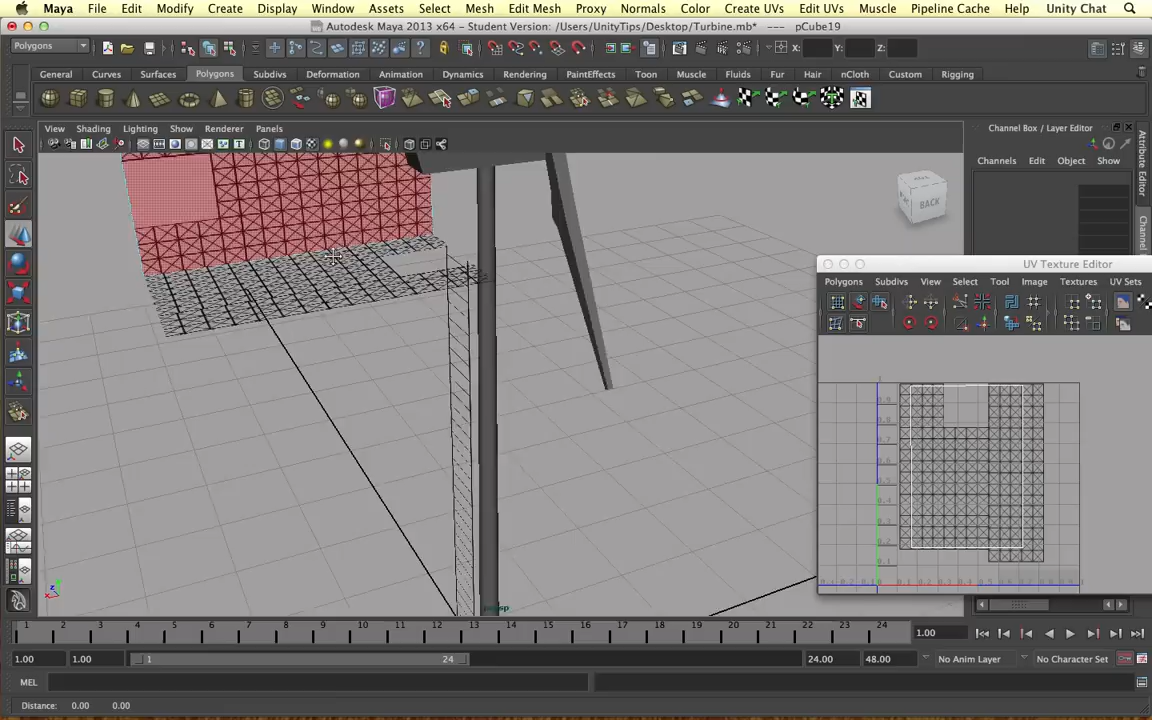 Maya File Edit Modify Create Display Window Assets Select Mesh Edit Mesh Proxy Normals Color Create UVs Edit UVs Muscle Pipeline Cache Help Unity Chat
Autodesk Maya 2013 x64 - Student Version: /Users/UnityTips/Desktop/Turbine.mb* --- pCube19
Polygons X: Y: Z:
General Curves Surfaces Polygons Subdivs Deformation Animation Dynamics Rendering PaintEffects Toon Muscle Fluids Fur Hair nCloth Custom Rigging
View Shading Lighting Show Renderer Panels
Channel Box / Layer Editor
Channels Edit Object Show
Attribute Editor
Channel
BACK
UV Texture Editor
Polygons Subdivs View Select Tool Image Textures UV Sets
persp
1 2 3 4 5 6 7 8 9 10 11 12 13 14 15 16 17 18 19 20 21 22 23 24 1.00
1.00 1.00 1 24 24.00 48.00 No Anim Layer No Character Set
MEL
Distance: 0.00 0.00